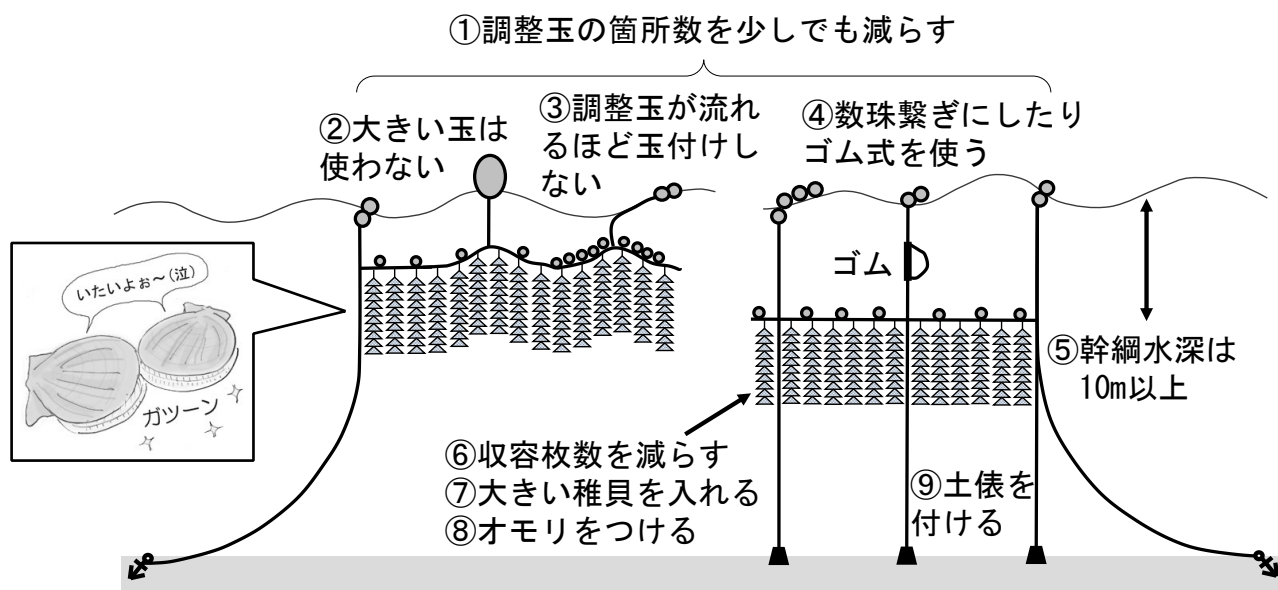 ①調整玉の箇所数を少しでも減らす
②大きい玉は
使わない
③調整玉が流れ
るほど玉付けし
ない
④数珠繋ぎにしたり
ゴム式を使う
いたいよぉ～(泣)
ガツーン
ゴム
⑤幹綱水深は
10m以上
⑥収容枚数を減らす
⑦大きい稚貝を入れる
⑧オモリをつける
⑨土俵を
付ける